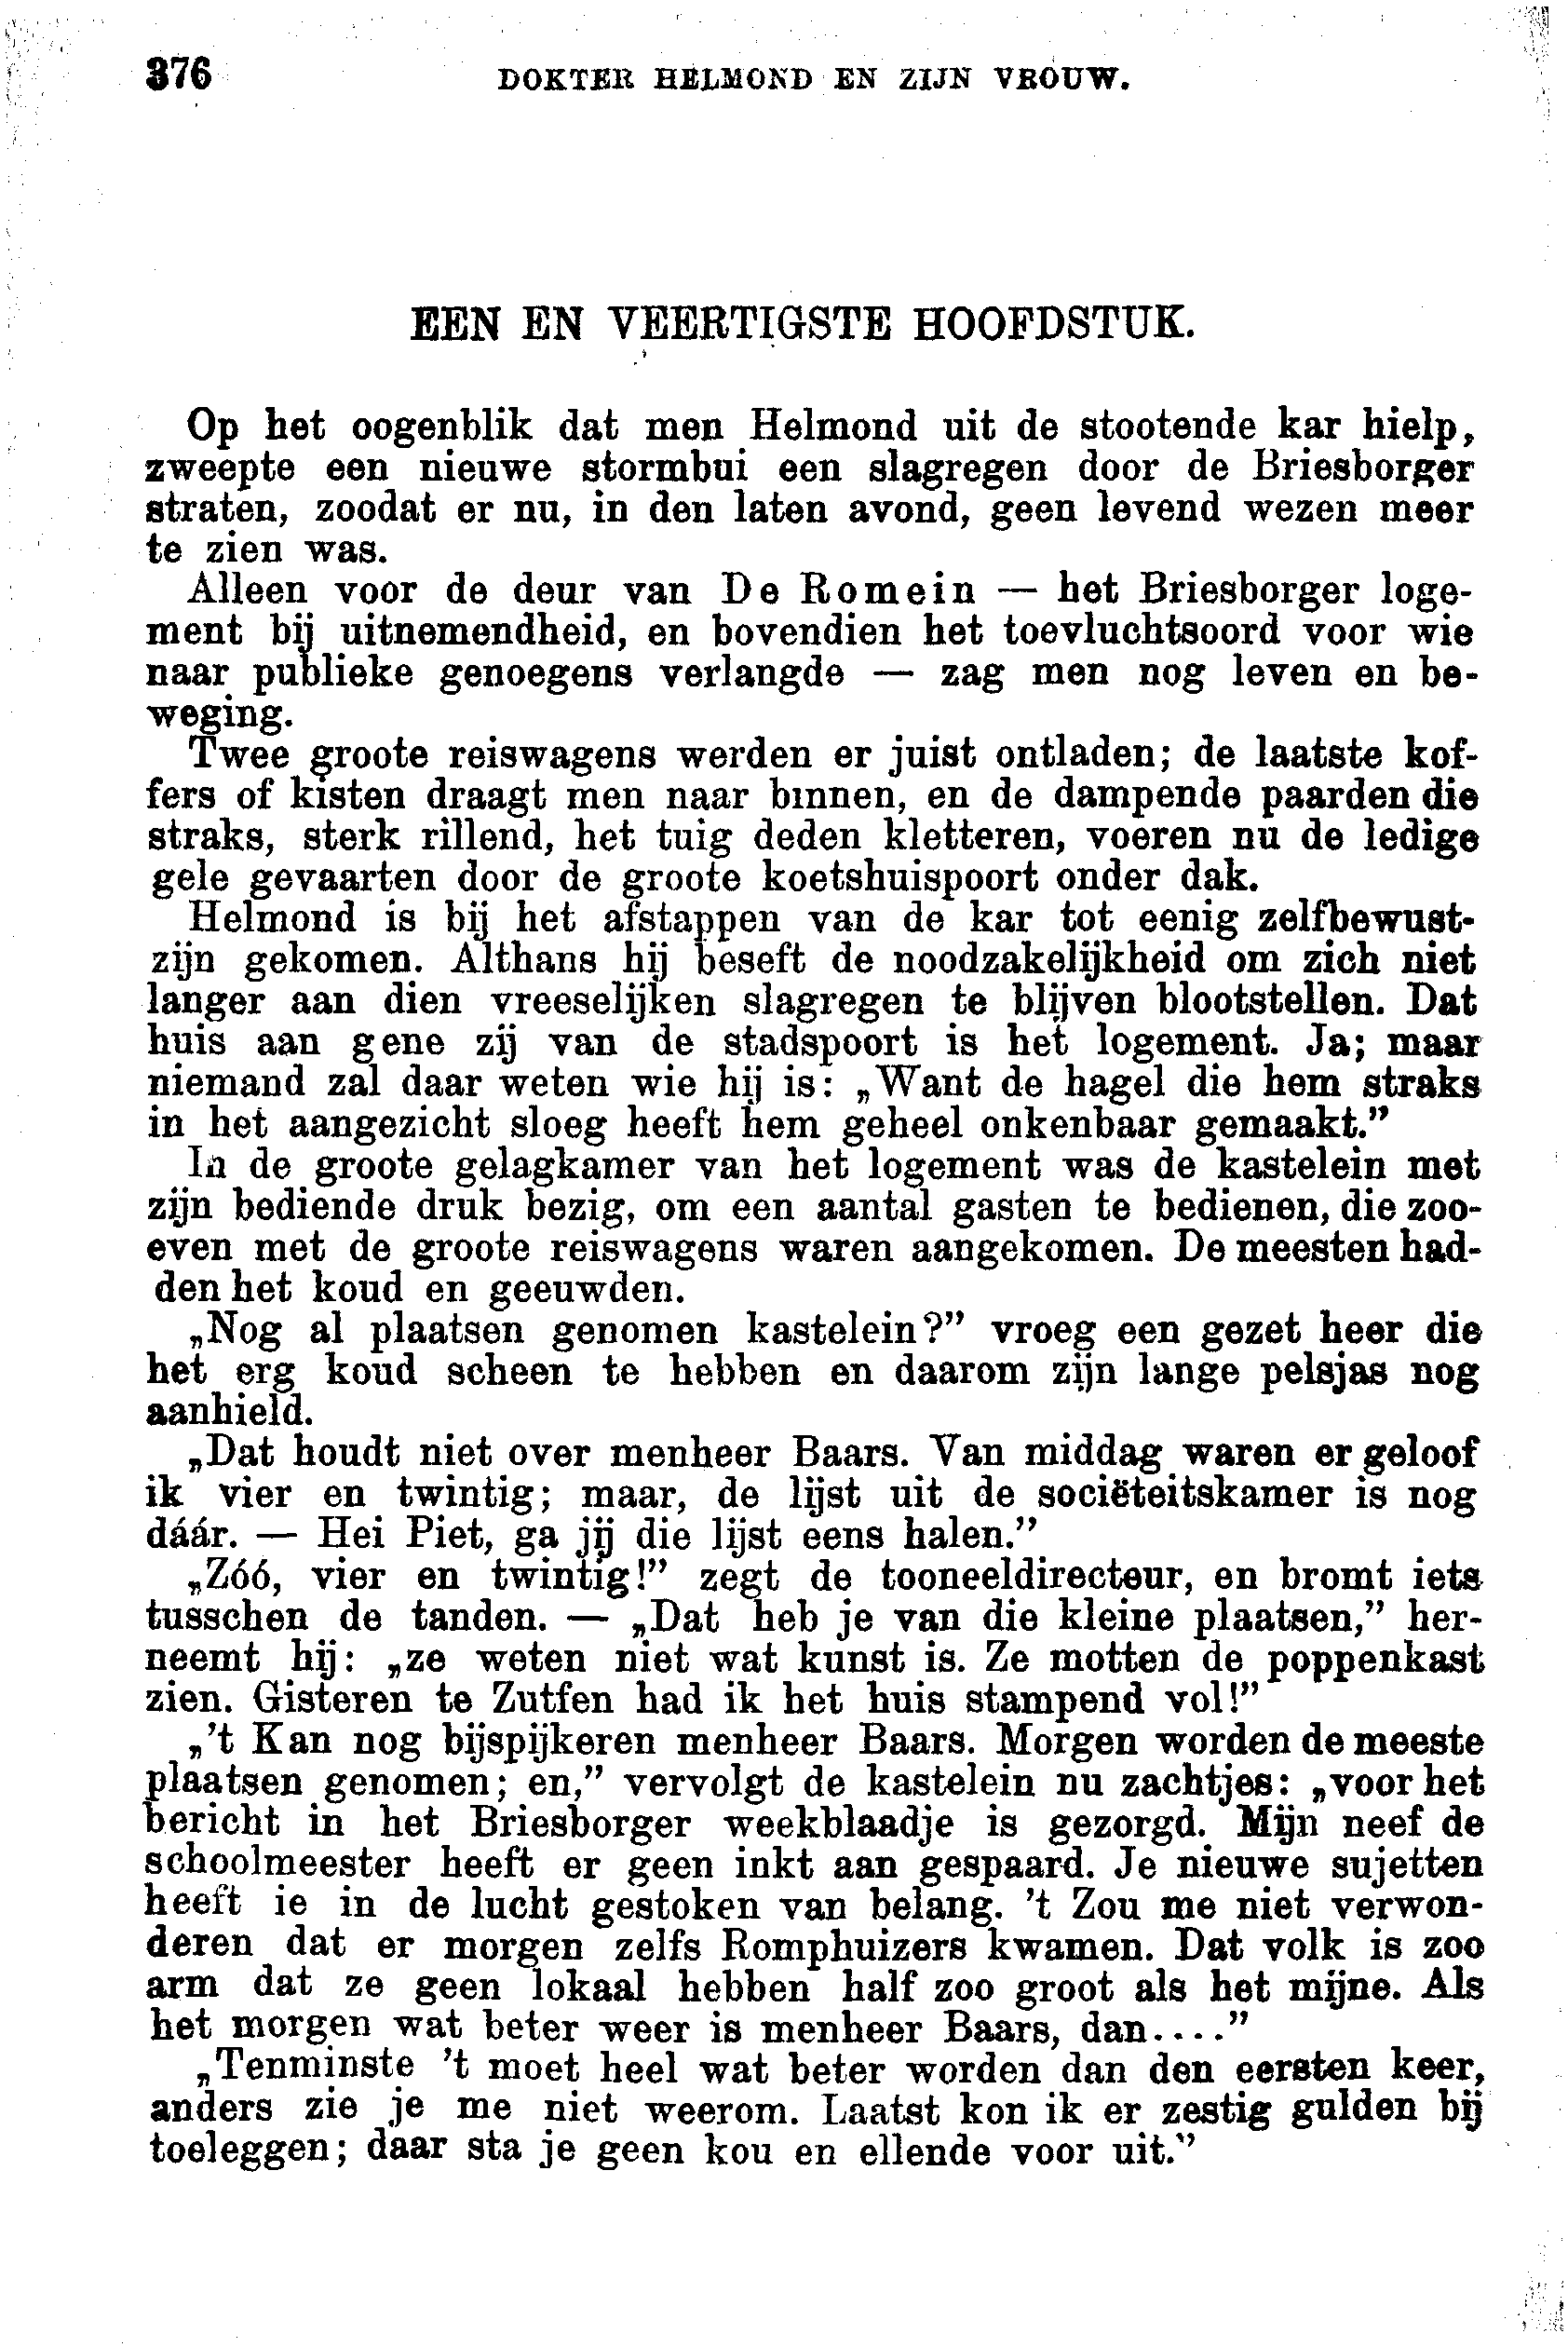 376 DOKTER HELMOND EN ZIJN VROUW.
EEN EN VEERTIGSTE HOOFDSTUK.
Op het oogenblik dat men Helmond uit de stootende kar hielp,
zweepte een nieuwe stormbui een slagregen door de Briesborger
straten, zoodat er nu, in den laten avond, geen levend wezen meer
te zien was.
Alleen voor de deur van De Romein — het Briesborger loge-
ment bij uitnemendheid, en bovendien het toevluchtsoord voor wie
naar publieke genoegens verlangde — zag men nog leven en be-
weging.
Twee groote reiswagens werden er juist ontladen; de laatste kof-
fers of kisten draagt men naar binnen, en de dampende paarden die
straks, sterk rillend, het tuig deden kletteren, voeren nu de ledige
gele gevaarten door de groote koetshuispoort onder dak.
Helmond is bij het afstappen van de kar tot eenig zelfbewust-
zijn gekomen. Althans hij beseft de noodzakelijkheid om zich niet
langer aan dien vreeselijken slagregen te blijven blootstellen. Dat
huis aan gene zij van de stadspoort is het logement. Ja; maar
niemand zal daar weten wie hij is: „Want de hagel die hem straks
in het aangezicht sloeg heeft hem geheel onkenbaar gemaakt.”
In de groote gelagkamer van het logement was de kastelein met
zijn bediende druk bezig, om een aantal gasten te bedienen, die zoo-
even met de groote reiswagens waren aangekomen. De meesten had-
den het koud en geeuwden.
„Nog al plaatsen genomen kastelein?” vroeg een gezet heer die
het erg koud scheen te hebben en daarom zijn lange pelsjas nog
aanhield.
„Dat houdt niet over menheer Baars. Van middag waren er geloof
ik vier en twintig; maar, de lijst uit de sociëteitskamer is nog
dáár. — Hei Piet, ga jij die lijst eens halen.”
„Zóó, vier en twintig!” zegt de tooneeldirecteur, en bromt iets
tusschen de tanden. — „Dat heb je van die kleine plaatsen,” her-
neemt hij: „ze weten niet wat kunst is. Ze motten de poppenkast
zien. Gisteren te Zutfen had ik het huis stampend vol!”
„'t Kan nog bijspijkeren menheer Baars. Morgen worden de meeste
plaatsen genomen; en,” vervolgt de kastelein nu zachtjes: „voor het
bericht in het Briesborger weekblaadje is gezorgd. Mijn neef de
schoolmeester heeft er geen inkt aan gespaard. Je nieuwe sujetten
heeft ie in de lucht gestoken van belang. 't Zou me niet verwon-
deren dat er morgen zelfs Romphuizers kwamen. Dat volk is zoo
arm dat ze geen lokaal hebben half zoo groot als het mijne. Als
het morgen wat beter weer is menheer Baars, dan....”
„Tenminste 't moet heel wat beter worden dan den eersten keer,
anders zie je me niet weerom. Laatst kon ik er zestig gulden bij
toeleggen; daar sta je geen kou en ellende voor uit.”